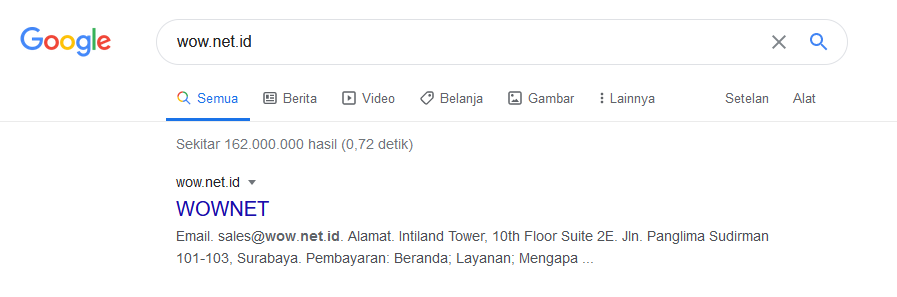 Google
wow.net.id
Semua Berita Video Belanja Gambar Lainnya Setelan Alat
Sekitar 162.000.000 hasil (0,72 detik)
wow.net.id
WOWNET
Email. sales@wow.net.id. Alamat. Intiland Tower, 10th Floor Suite 2E. Jln. Panglima Sudirman
101-103, Surabaya. Pembayaran: Beranda; Layanan; Mengapa ...